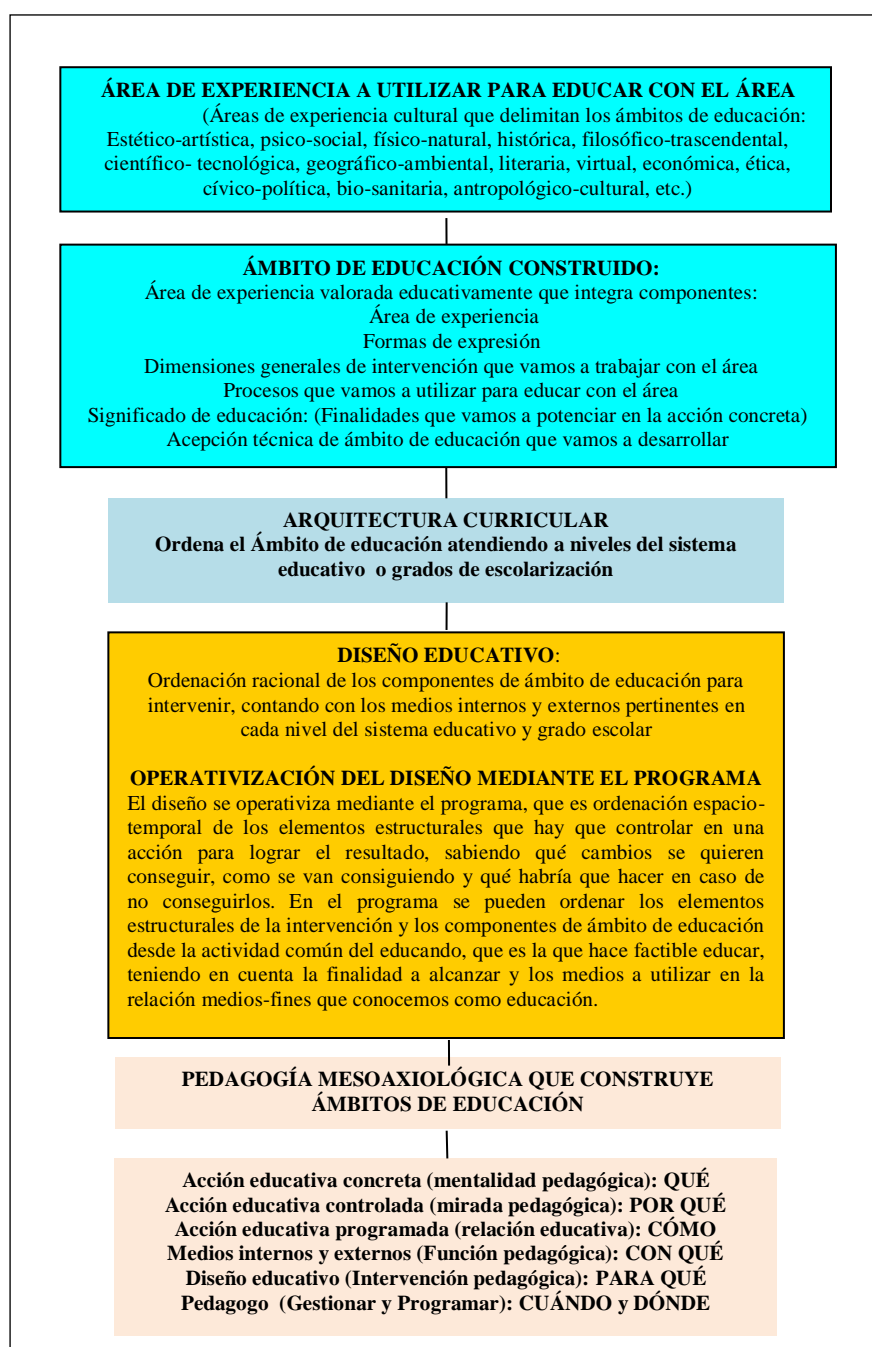 ÁREA DE EXPERIENCIA A UTILIZAR PARA EDUCAR CON EL ÁREA
(Áreas de experiencia cultural que delimitan los ámbitos de educación:
Estético-artística, psico-social, físico-natural, histórica, filosófico-trascendental,
científico- tecnológica, geográfico-ambiental, literaria, virtual, económica, ética,
cívico-política, bio-sanitaria, antropológico-cultural, etc.)
ÁMBITO DE EDUCACIÓN CONSTRUIDO:
Área de experiencia valorada educativamente que integra componentes:
Área de experiencia
Formas de expresión
Dimensiones generales de intervención que vamos a trabajar con el área
Procesos que vamos a utilizar para educar con el área
Significado de educación: (Finalidades que vamos a potenciar en la acción concreta)
Acepción técnica de ámbito de educación que vamos a desarrollar
ARQUITECTURA CURRICULAR
Ordena el Ámbito de educación atendiendo a niveles del sistema
educativo o grados de escolarización
DISEÑO EDUCATIVO:
Ordenación racional de los componentes de ámbito de educación para
intervenir, contando con los medios internos y externos pertinentes en
cada nivel del sistema educativo y grado escolar
OPERATIVIZACIÓN DEL DISEÑO MEDIANTE EL PROGRAMA
El diseño se operativiza mediante el programa, que es ordenación espacio-
temporal de los elementos estructurales que hay que controlar en una
acción para lograr el resultado, sabiendo qué cambios se quieren
conseguir, como se van consiguiendo y qué habría que hacer en caso de
no conseguirlos. En el programa se pueden ordenar los elementos
estructurales de la intervención y los componentes de ámbito de educación
desde la actividad común del educando, que es la que hace factible educar,
teniendo en cuenta la finalidad a alcanzar y los medios a utilizar en la
relación medios-fines que conocemos como educación.
PEDAGOGÍA MESOAXIOLÓGICA QUE CONSTRUYE
ÁMBITOS DE EDUCACIÓN
Acción educativa concreta (mentalidad pedagógica): QUÉ
Acción educativa controlada (mirada pedagógica): POR QUÉ
Acción educativa programada (relación educativa): CÓMO
Medios internos y externos (Función pedagógica): CON QUÉ
Diseño educativo (Intervención pedagógica): PARA QUÉ
Pedagogo (Gestionar y Programar): CUÁNDO y DÓNDE